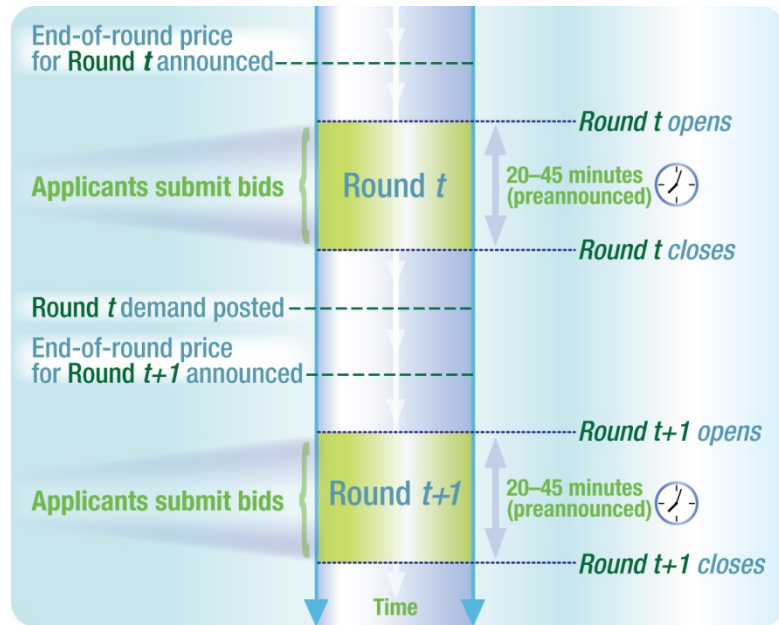 End-of-round price
for Round t announced
Round t opens
Applicants submit bids
Round t
20–45 minutes
(preannounced)
Round t closes
Round t demand posted
End-of-round price
for Round t+1 announced
Round t+1 opens
Applicants submit bids
Round t+1
20–45 minutes
(preannounced)
Round t+1 closes
Time